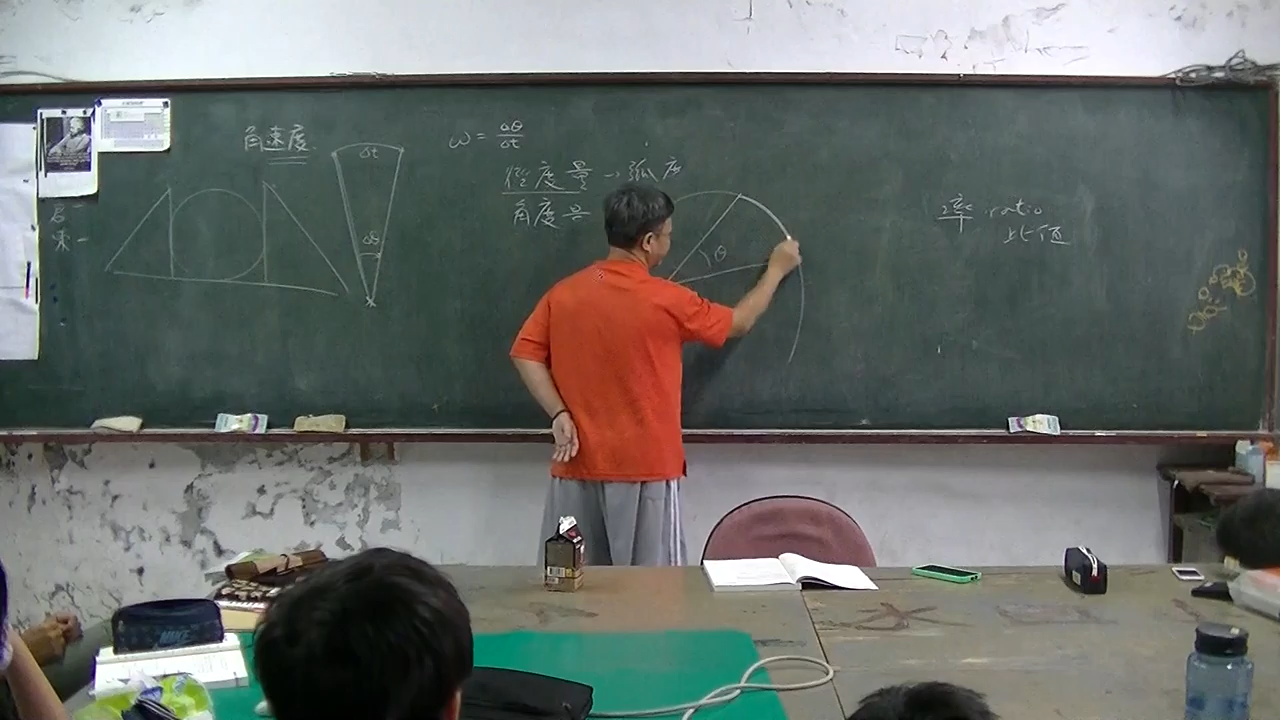 角速度
Δt
Δθ
ω = Δθ/Δt
徑度量→弧度
角度量
θ
率 ratio
比值
NIKE